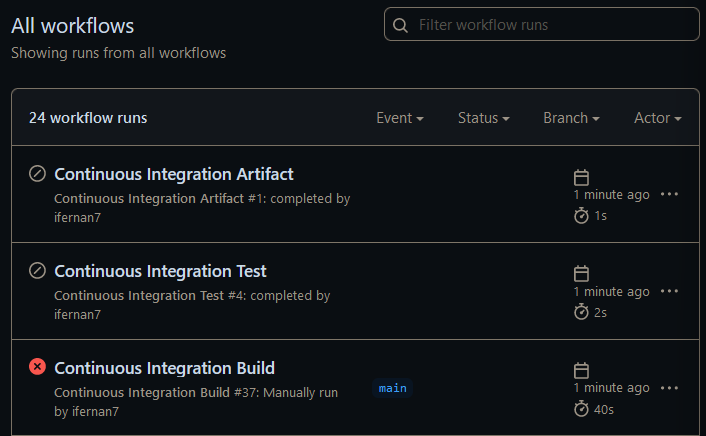 All workflows
Filter workflow runs
Showing runs from all workflows
24 workflow runs
Event
Status
Branch
Actor
Continuous Integration Artifact
Continuous Integration Artifact #1: completed by
ifernan7
1 minute ago
1s
Continuous Integration Test
Continuous Integration Test #4: completed by
ifernan7
1 minute ago
2s
Continuous Integration Build
Continuous Integration Build #37: Manually run
by ifernan7
main
1 minute ago
40s